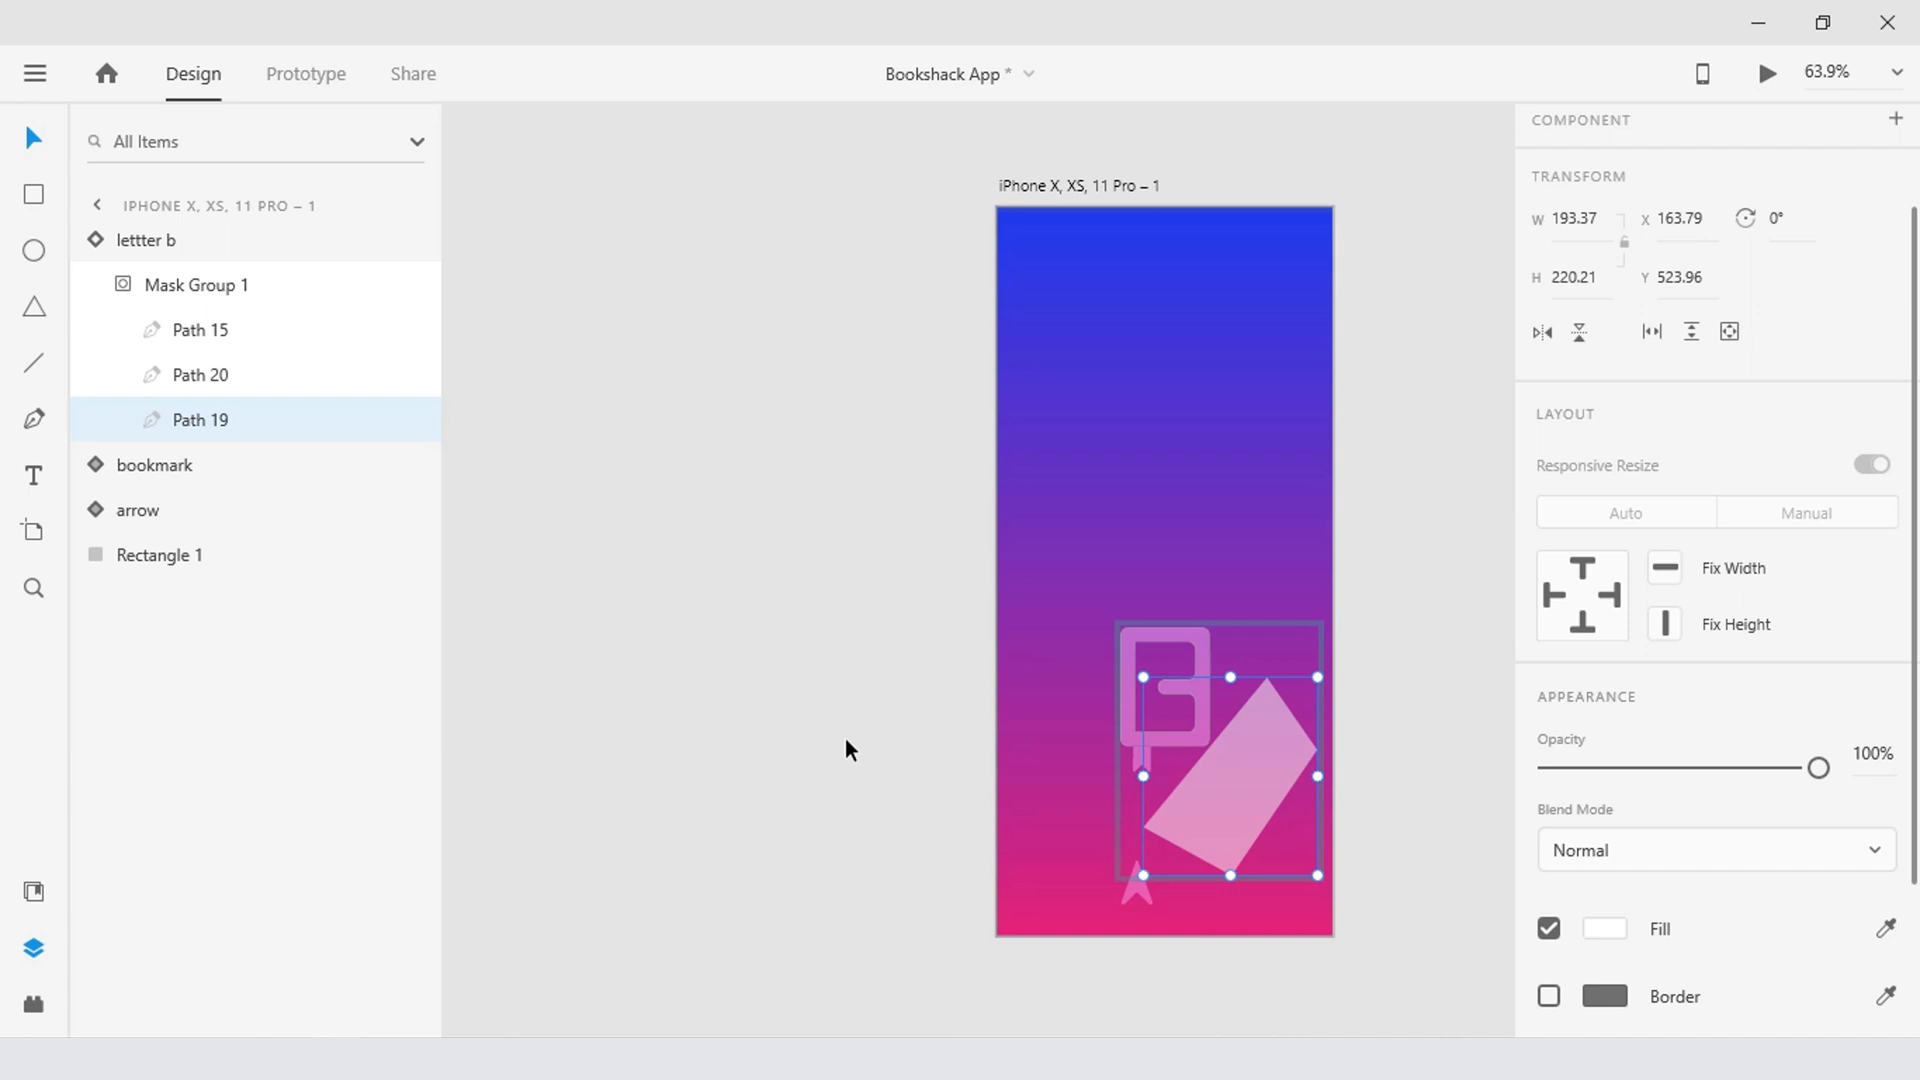 Design Prototype Share
Bookshack App *
63.9%
All Items
IPHONE X, XS, 11 PRO – 1
lettter b
Mask Group 1
Path 15
Path 20
Path 19
bookmark
arrow
Rectangle 1
iPhone X, XS, 11 Pro – 1
COMPONENT
TRANSFORM
W 193.37 X 163.79 0°
H 220.21 Y 523.96
LAYOUT
Responsive Resize
Auto Manual
Fix Width
Fix Height
APPEARANCE
Opacity
100%
Blend Mode
Normal
Fill
Border